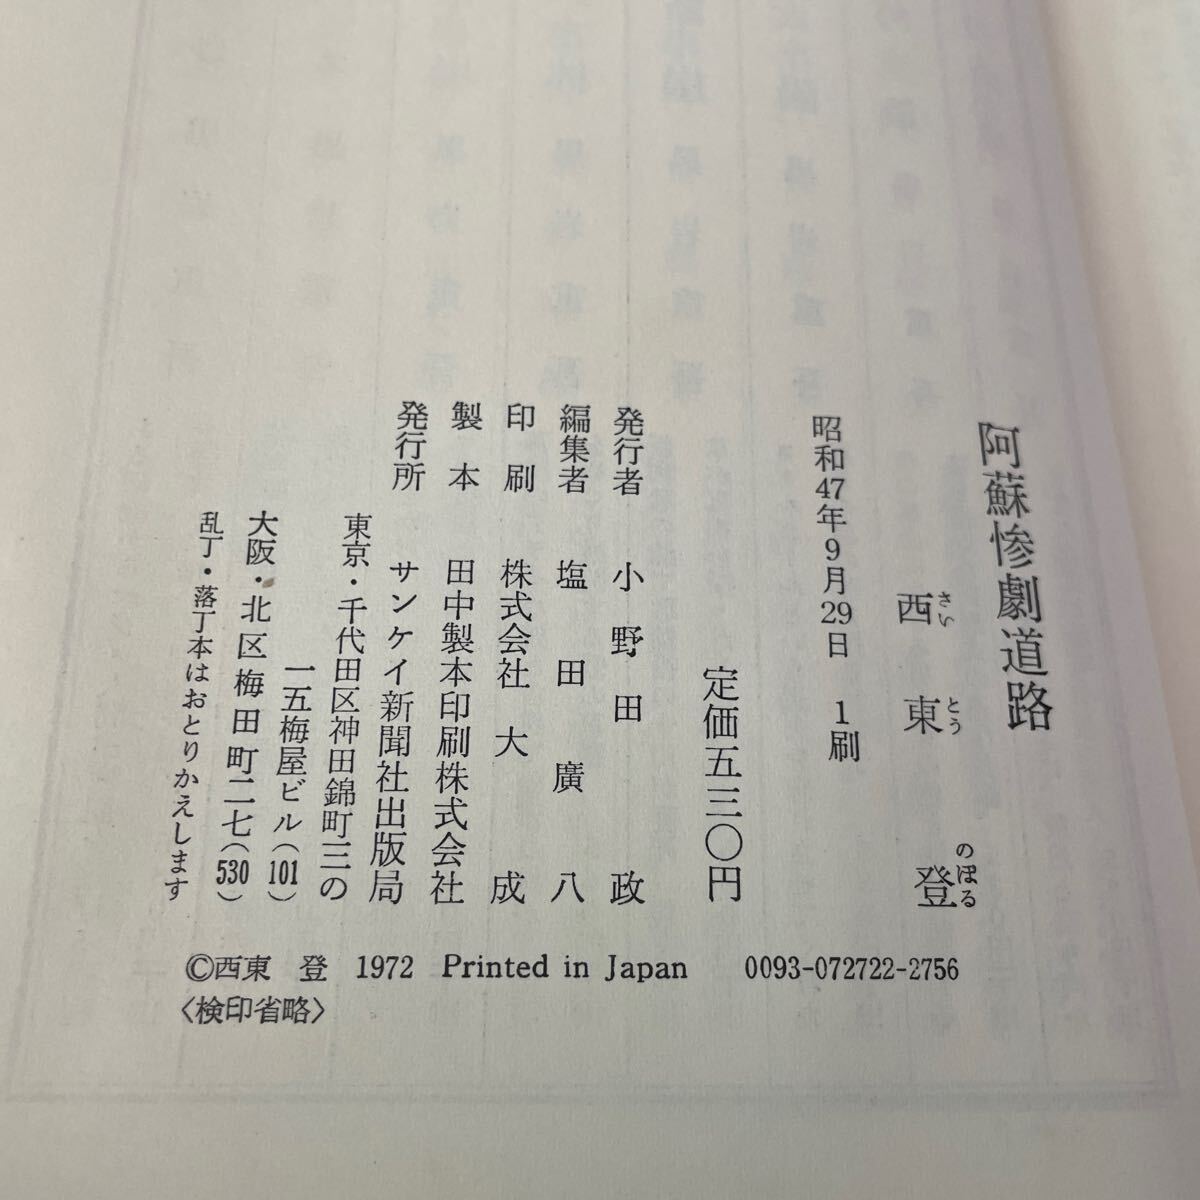 阿蘇惨劇道路
西東登
さいとうのぼる
昭和47年9月29日 1刷
定価五三〇円
発行者 小野田政
編集者 塩田廣八
印刷 株式会社大成
製本 田中製本印刷株式会社
発行所 サンケイ新聞社出版局
東京・千代田区神田錦町三の
一五梅屋ビル(101)
大阪・北区梅田町二七(530)
乱丁・落丁本はおとりかえします
©西東 登 1972 Printed in Japan 0093-072722-2756
〈検印省略〉